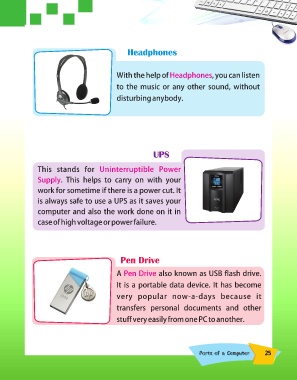 Headphones
With the help of Headphones, you can listen
to the music or any other sound, without
disturbing anybody.
UPS
This stands for Uninterruptible Power
Supply. This helps to carry on with your
work for sometime if there is a power cut. It
is always safe to use a UPS as it saves your
computer and also the work done on it in
case of high voltage or power failure.
Pen Drive
A Pen Drive also known as USB flash drive.
It is a portable data device. It has become
very popular now-a-days because it
transfers personal documents and other
stuff very easily from one PC to another.
Parts of a Computer 25